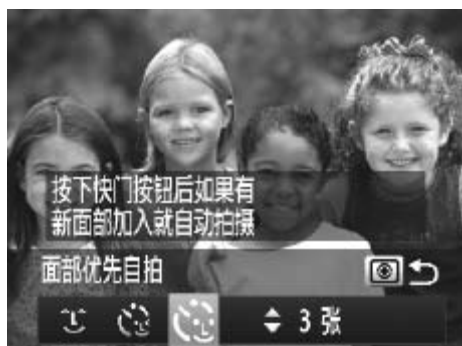 按下快门按钮后如果有
新面部加入就自动拍摄
面部优先自拍
3 张